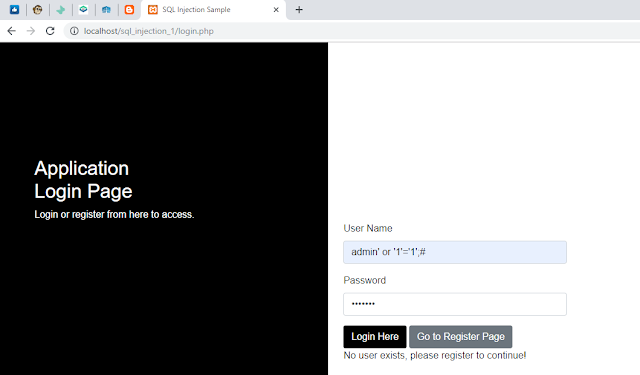 SQL Injection Sample
localhost/sql_injection_1/login.php
Application
Login Page
Login or register from here to access.
User Name
admin' or '1'='1';#
Password
•••••••
Login Here Go to Register Page
No user exists, please register to continue!